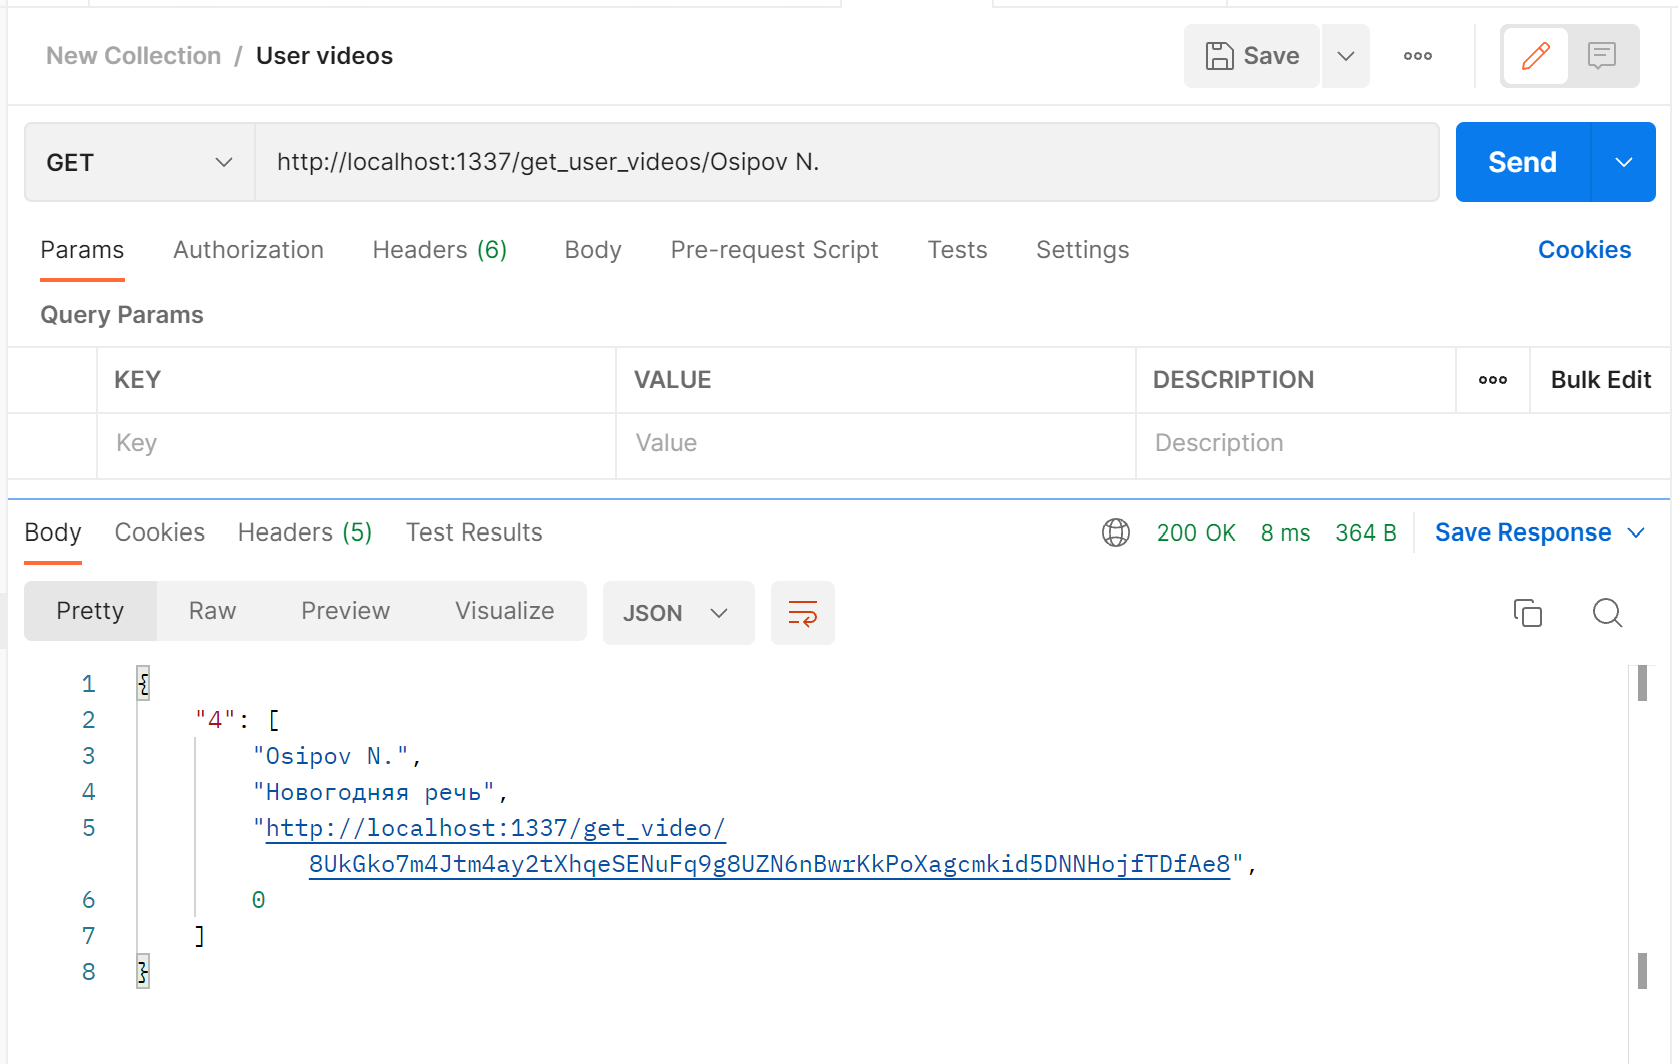 New Collection / User videos
Save
GET
http://localhost:1337/get_user_videos/Osipov N.
Send
Params Authorization Headers (6) Body Pre-request Script Tests Settings Cookies
Query Params
KEY VALUE DESCRIPTION Bulk Edit
Key Value Description
Body Cookies Headers (5) Test Results 200 OK 8 ms 364 B Save Response
Pretty Raw Preview Visualize JSON
1 {
2 "4": [
3 "Osipov N.",
4 "Новогодняя речь",
5 "http://localhost:1337/get_video/
8UkGko7m4Jtm4ay2tXhqeSENuFq9g8UZN6nBwrKkPoXagcmkid5DNNHojfTDfAe8",
6 0
7 ]
8 }